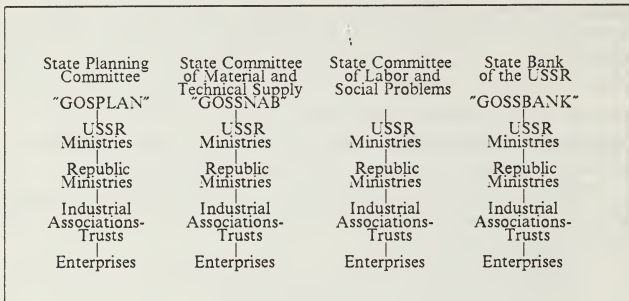 State Planning
Committee
"GOSPLAN"
USSR
Ministries
Republic
Ministries
Industrial
Associations-
Trusts
Enterprises
State Committee
of Material and
Technical Supply
"GOSSNAB"
USSR
Ministries
Republic
Ministries
Industrial
Associations-
Trusts
Enterprises
State Committee
of Labor and
Social Problems
USSR
Ministries
Republic
Ministries
Industrial
Associations-
Trusts
Enterprises
State Bank
of the USSR
"GOSSBANK"
USSR
Ministries
Republic
Ministries
Industrial
Associations-
Trusts
Enterprises